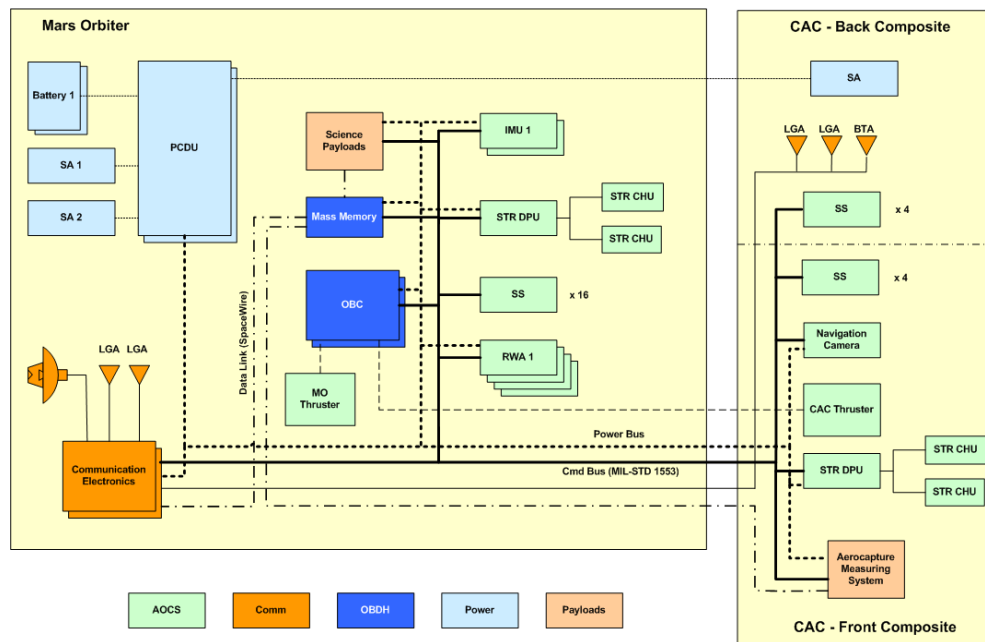 Mars Orbiter
CAC - Back Composite
Battery 1
PCDU
SA
SA 1
SA 2
Science
Payloads
IMU 1
LGA
LGA
BTA
Mass Memory
STR DPU
STR CHU
STR CHU
SS
x 4
OBC
SS
x 16
SS
x 4
Data Link (SpaceWire)
LGA
LGA
RWA 1
Navigation
Camera
MO
Thruster
CAC Thruster
Power Bus
Communication
Electronics
Cmd Bus (MIL-STD 1553)
STR DPU
STR CHU
STR CHU
Aerocapture
Measuring
System
AOCS
Comm
OBDH
Power
Payloads
CAC - Front Composite